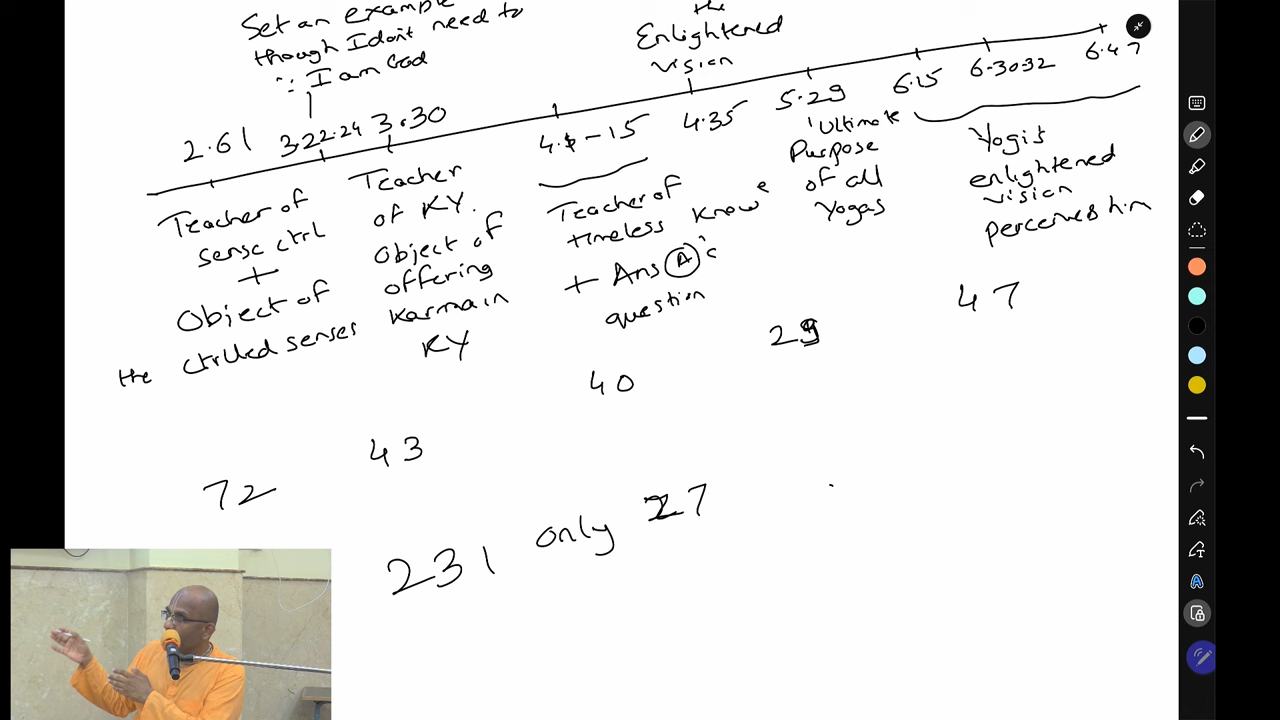 Set an example
though I don't need to
∵ I am God
the
Enlightened
vision
2.61
3.22-24
3.30
4.1-15
4.35
5.29
6.15
6.30-32
6.47
Teacher of
sense ctrl
+
Object of
the ctrlled senses
Teacher
of KY.
Object of
offering
Karma in
KY
Teacher of
timeless know e
+ Ans (A)'s
question
Ultimate
Purpose
of all
Yogas
Yogi's
enlightened
vision
perceives him
72
43
40
29
47
231 only 27